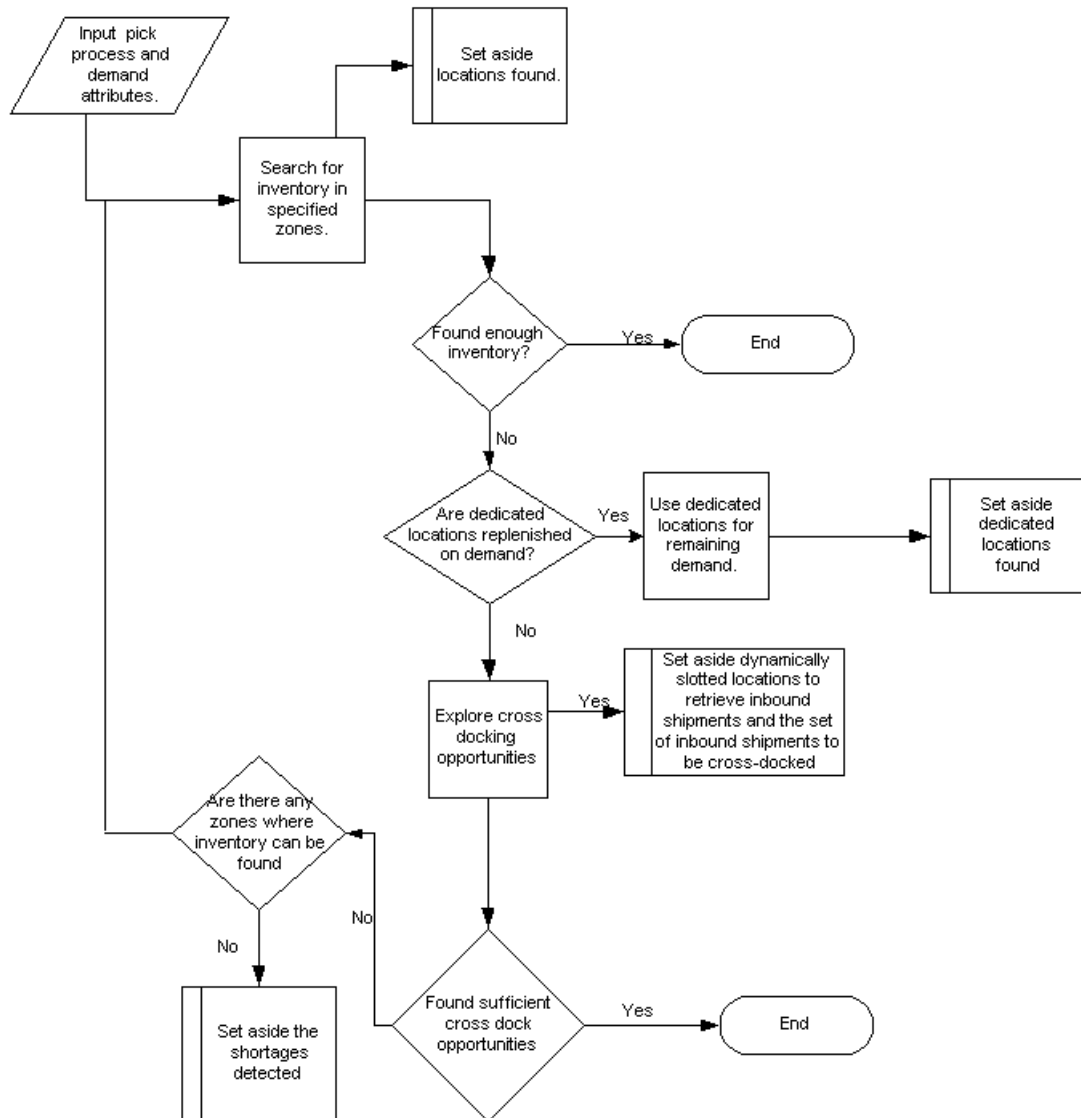 Input pick
process and
demand
attributes.
Set aside
locations found.
Search for
inventory in
specified
zones.
Found enough
inventory?
Yes
End
No
Are dedicated
locations replenished
on demand?
Yes
Use dedicated
locations for
remaining
demand.
Set aside
dedicated
locations
found
No
Explore cross
docking
opportunities
Yes
Set aside dynamically
slotted locations to
retrieve inbound
shipments and the set
of inbound shipments to
be cross-docked
Are there any
zones where
inventory can be
found
No
No
Set aside the
shortages
detected
Found sufficient
cross dock
opportunities
Yes
End